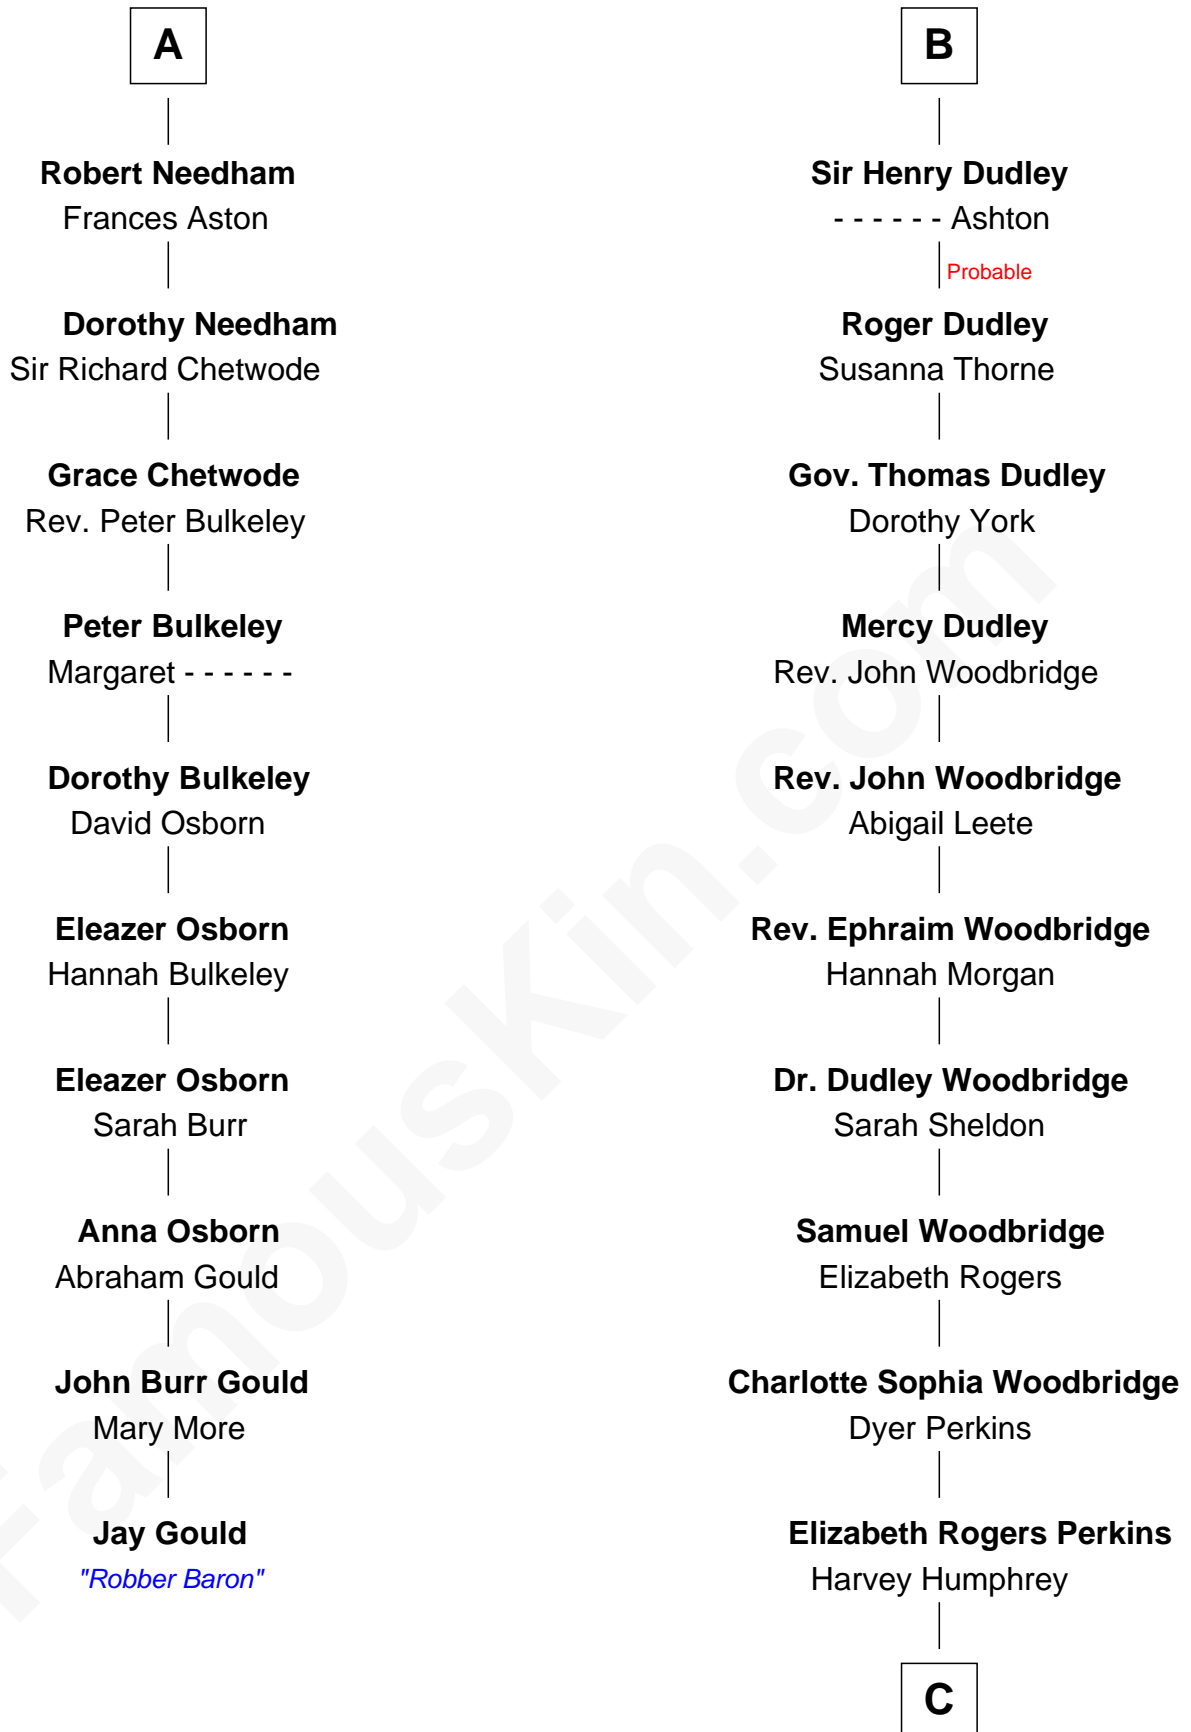 A
Robert Needham
Frances Aston
Dorothy Needham
Sir Richard Chetwode
Grace Chetwode
Rev. Peter Bulkeley
Peter Bulkeley
Margaret - - - - - -
Dorothy Bulkeley
David Osborn
Eleazer Osborn
Hannah Bulkeley
Eleazer Osborn
Sarah Burr
Anna Osborn
Abraham Gould
John Burr Gould
Mary More
Jay Gould
"Robber Baron"
B
Sir Henry Dudley
- - - - - - Ashton
Probable
Roger Dudley
Susanna Thorne
Gov. Thomas Dudley
Dorothy York
Mercy Dudley
Rev. John Woodbridge
Rev. John Woodbridge
Abigail Leete
Rev. Ephraim Woodbridge
Hannah Morgan
Dr. Dudley Woodbridge
Sarah Sheldon
Samuel Woodbridge
Elizabeth Rogers
Charlotte Sophia Woodbridge
Dyer Perkins
Elizabeth Rogers Perkins
Harvey Humphrey
C
FamousKin.com